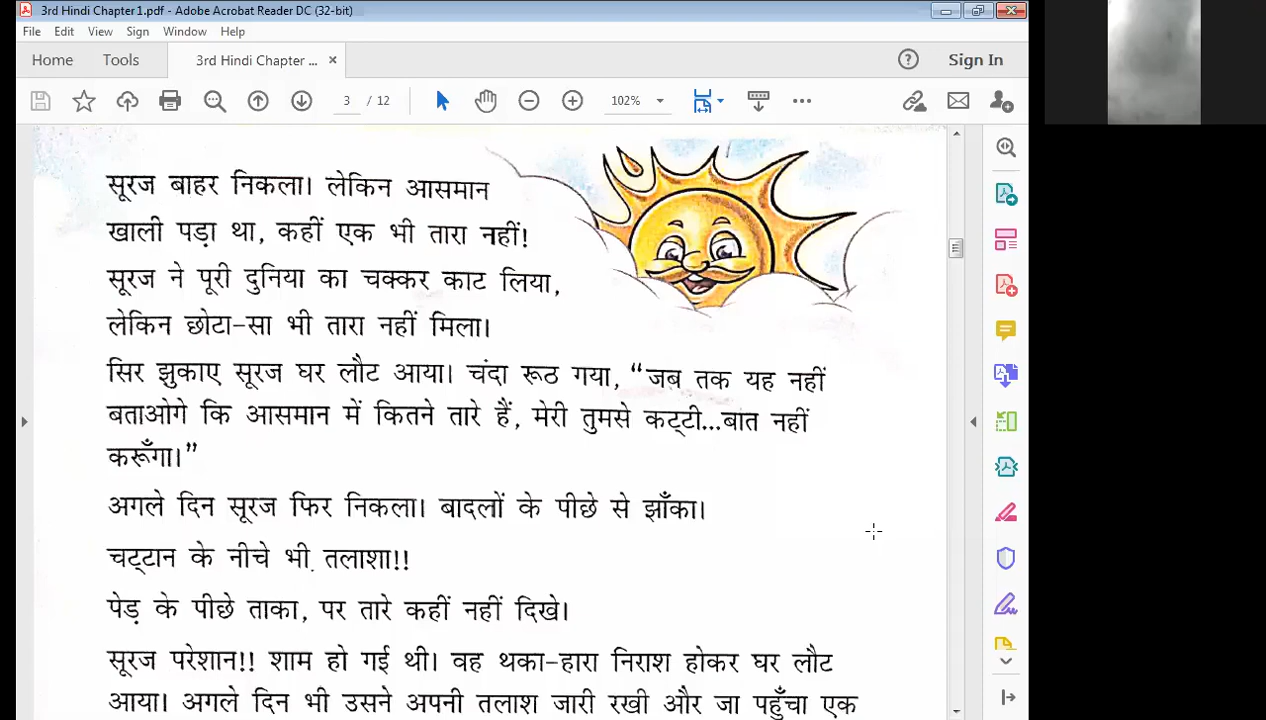 3rd Hindi Chapter1.pdf - Adobe Acrobat Reader DC (32-bit)
File Edit View Sign Window Help
Home Tools 3rd Hindi Chapter ... × Sign In
3 / 12 102%
सूरज बाहर निकला। लेकिन आसमान
खाली पड़ा था, कहीं एक भी तारा नहीं!
सूरज ने पूरी दुनिया का चक्कर काट लिया,
लेकिन छोटा-सा भी तारा नहीं मिला।
सिर झुकाए सूरज घर लौट आया। चंदा रूठ गया, “जब तक यह नहीं
बताओगे कि आसमान में कितने तारे हैं, मेरी तुमसे कट्टी...बात नहीं
करूँगा।”
अगले दिन सूरज फिर निकला। बादलों के पीछे से झाँका।
चट्टान के नीचे भी तलाशा!!
पेड़ के पीछे ताका, पर तारे कहीं नहीं दिखे।
सूरज परेशान!! शाम हो गई थी। वह थका-हारा निराश होकर घर लौट
आया। अगले दिन भी उसने अपनी तलाश जारी रखी और जा पहुँचा एक